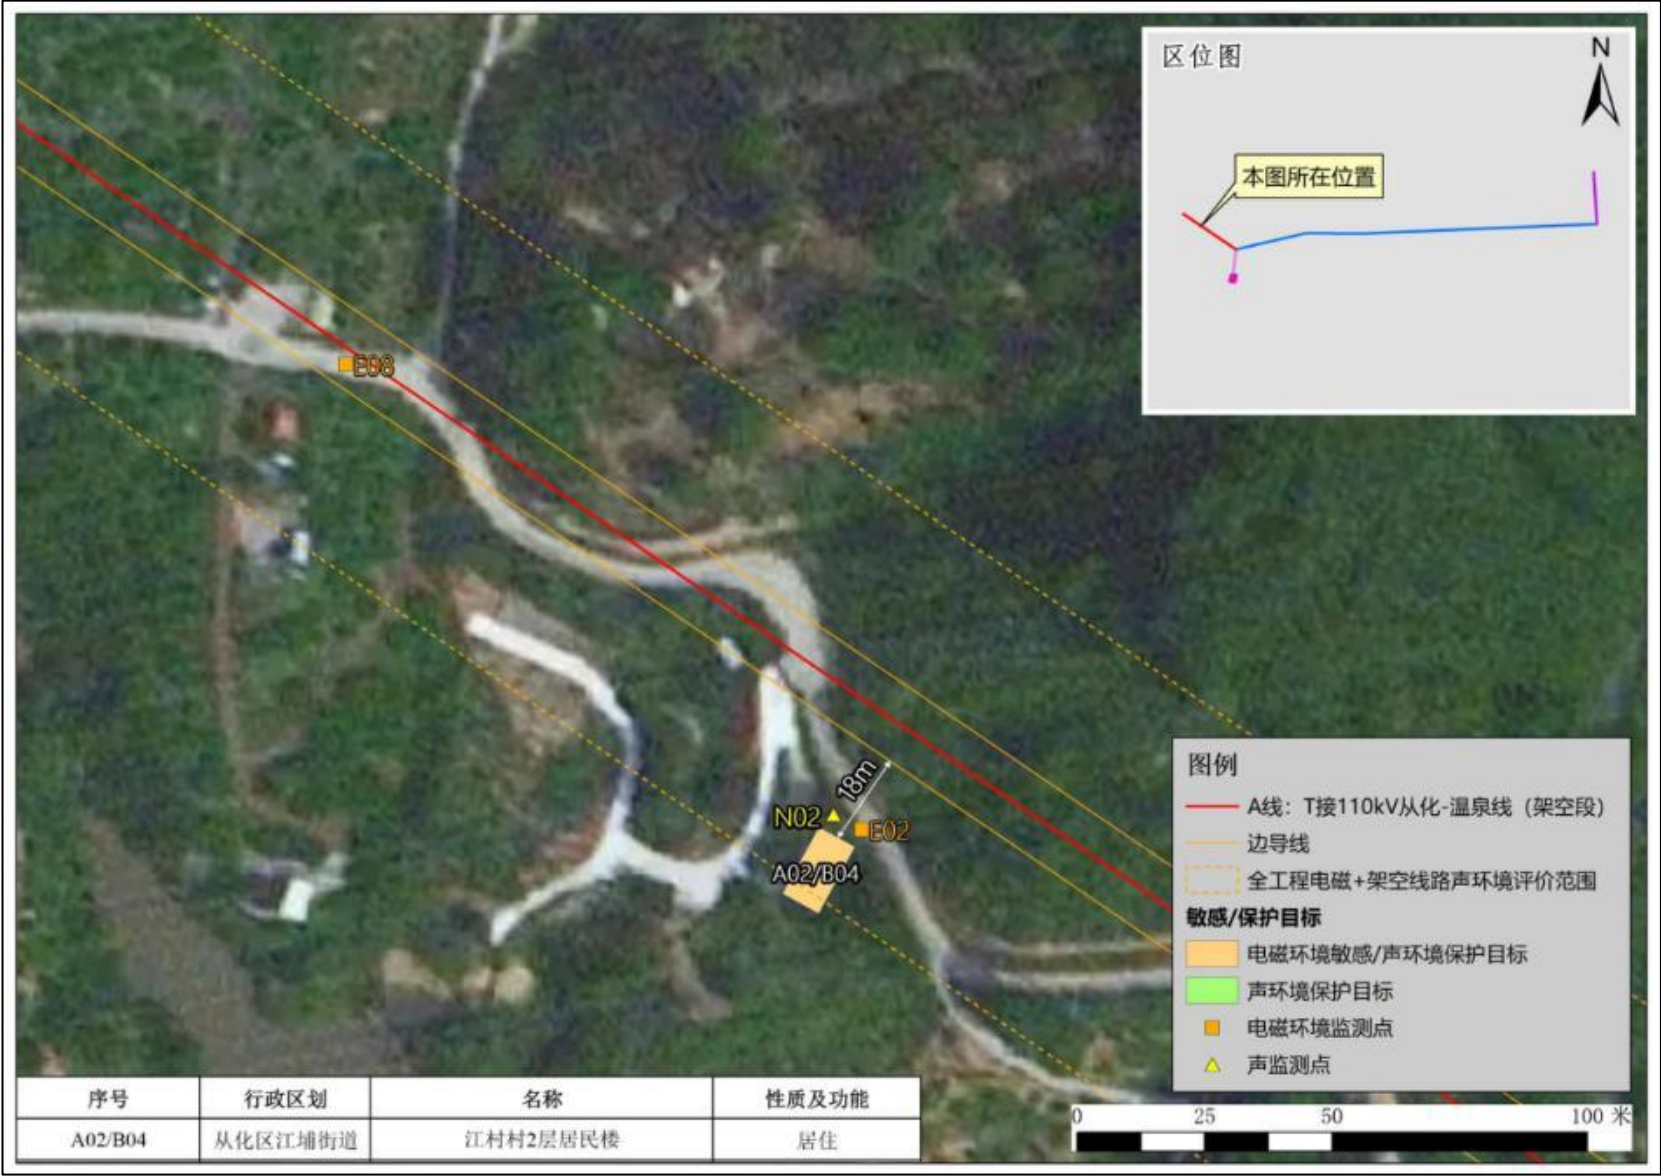 区位图
N
本图所在位置
E08
18m
N02
E02
A02/B04
图例
A线：T接110kV从化-温泉线（架空段）
边导线
全工程电磁+架空线路声环境评价范围
敏感/保护目标
电磁环境敏感/声环境保护目标
声环境保护目标
电磁环境监测点
声监测点
序号 行政区划 名称 性质及功能
A02/B04 从化区江埔街道 江村村2层居民楼 居住
0 25 50 100 米